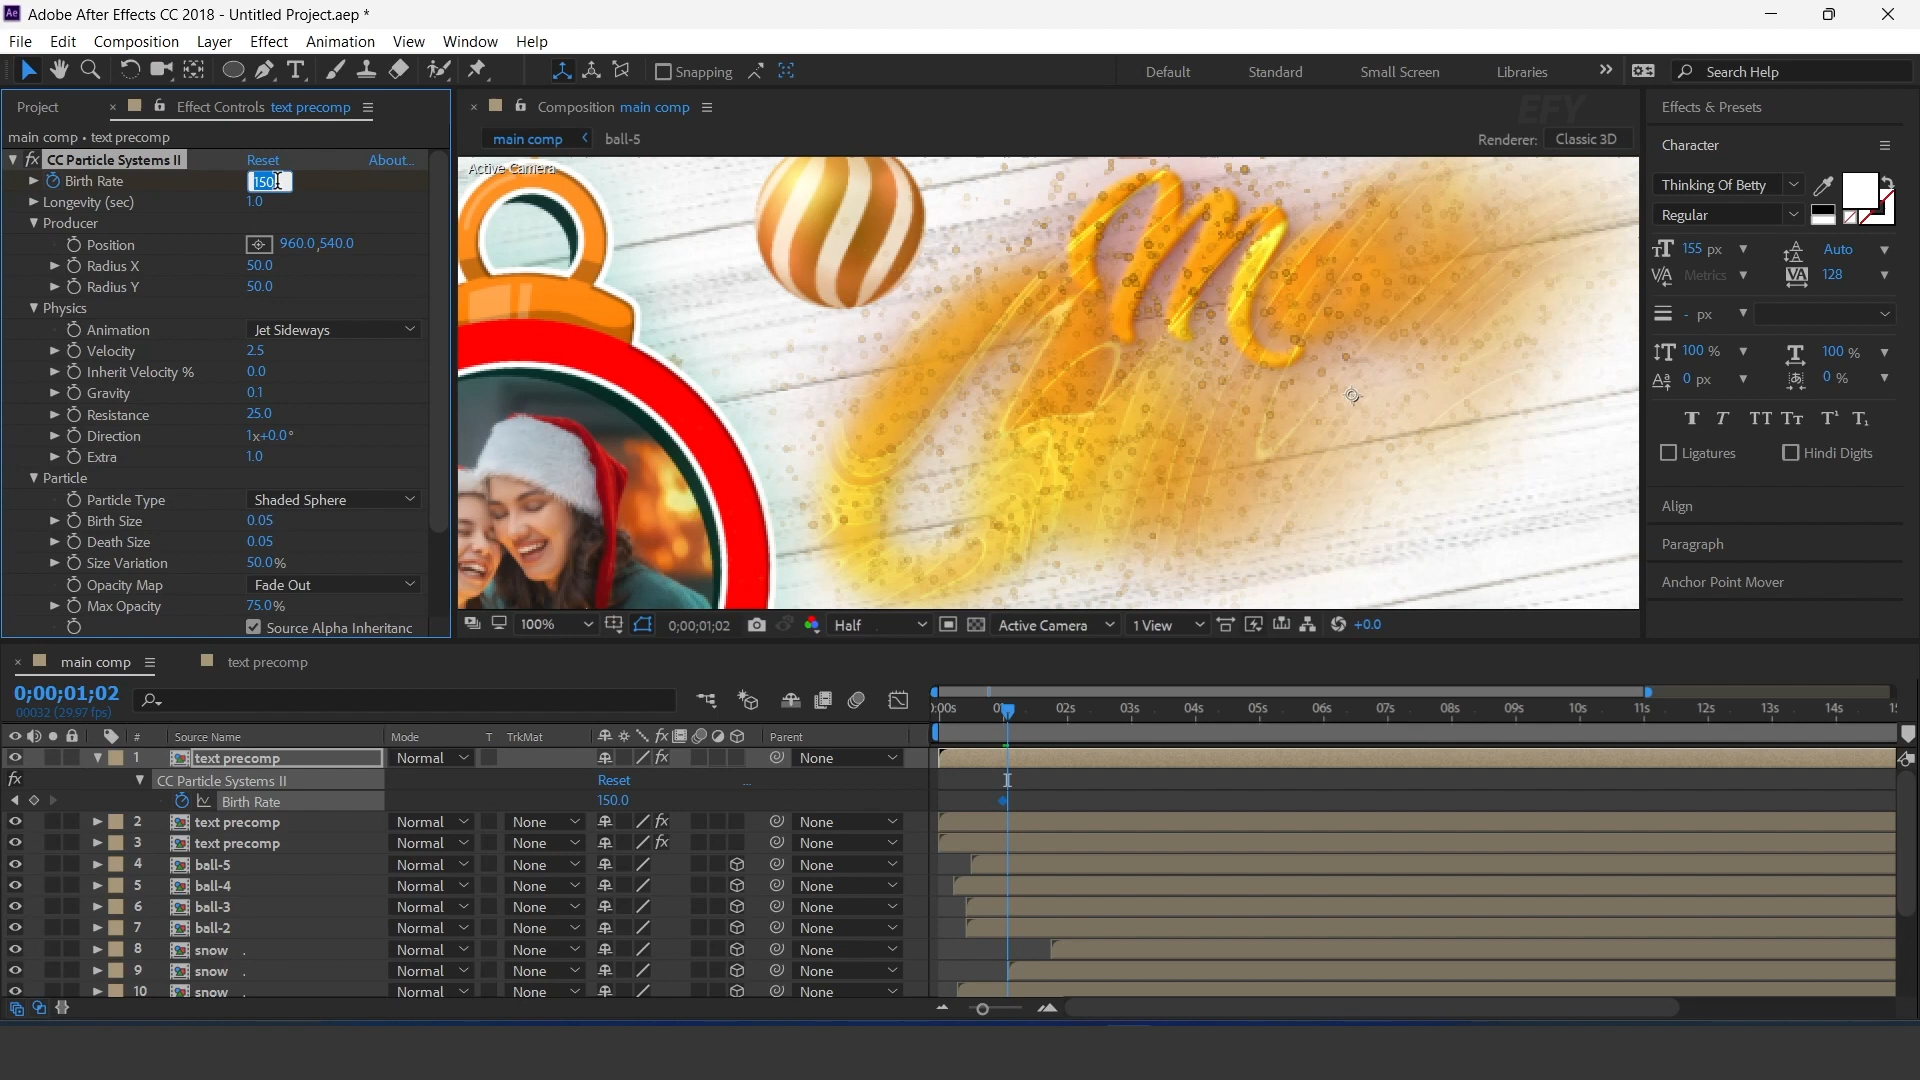 Adobe After Effects CC 2018 - Untitled Project.aep *
File Edit Composition Layer Effect Animation View Window Help
Snapping
Default Standard Small Screen Libraries
Search Help
Project
Effect Controls text precomp
Composition main comp
EFY
Effects & Presets
main comp • text precomp
main comp ball-5
Renderer: Classic 3D
Character
CC Particle Systems II Reset About...
Active Camera
Birth Rate 150
Thinking Of Betty
Longevity (sec) 1.0
Regular
Producer
Position 960.0,540.0
155 px Auto
Radius X 50.0
Metrics 128
Radius Y 50.0
Physics
- px
Animation Jet Sideways
Velocity 2.5
100 % 100 %
Inherit Velocity % 0.0
0 px 0 %
Gravity 0.1
Resistance 25.0
Direction 1x+0.0°
Extra 1.0
Ligatures Hindi Digits
Particle
Particle Type Shaded Sphere
Align
Birth Size 0.05
Death Size 0.05
Paragraph
Size Variation 50.0%
Opacity Map Fade Out
Anchor Point Mover
Max Opacity 75.0%
Source Alpha Inheritanc
100% 0;00;01;02 Half Active Camera 1 View +0.0
main comp text precomp
0;00;01;02
00032 (29.97 fps)
:00s 02s 03s 04s 05s 06s 07s 08s 09s 10s 11s 12s 13s 14s
# Source Name Mode T TrkMat Parent
1 text precomp Normal None
CC Particle Systems II Reset ...
Birth Rate 150.0
2 text precomp Normal None None
3 text precomp Normal None None
4 ball-5 Normal None None
5 ball-4 Normal None None
6 ball-3 Normal None None
7 ball-2 Normal None None
8 snow . Normal None None
9 snow . Normal None None
10 snow . Normal None None